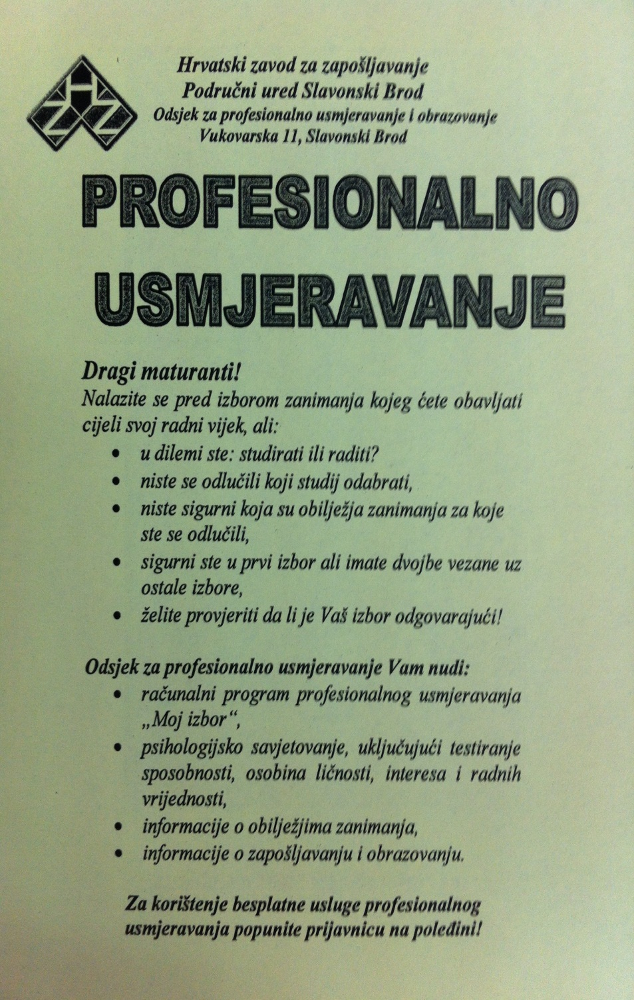 HZZ
Hrvatski zavod za zapošljavanje
Područni ured Slavonski Brod
Odsjek za profesionalno usmjeravanje i obrazovanje
Vukovarska 11, Slavonski Brod
PROFESIONALNO
USMJERAVANJE
Dragi maturanti!
Nalazite se pred izborom zanimanja kojeg ćete obavljati
cijeli svoj radni vijek, ali:
• u dilemi ste: studirati ili raditi?
• niste se odlučili koji studij odabrati,
• niste sigurni koja su obilježja zanimanja za koje
ste se odlučili,
• sigurni ste u prvi izbor ali imate dvojbe vezane uz
ostale izbore,
• želite provjeriti da li je Vaš izbor odgovarajući!
Odsjek za profesionalno usmjeravanje Vam nudi:
• računalni program profesionalnog usmjeravanja
„Moj izbor“,
• psihologijsko savjetovanje, uključujući testiranje
sposobnosti, osobina ličnosti, interesa i radnih
vrijednosti,
• informacije o obilježjima zanimanja,
• informacije o zapošljavanju i obrazovanju.
Za korištenje besplatne usluge profesionalnog
usmjeravanja popunite prijavnicu na poleđini!